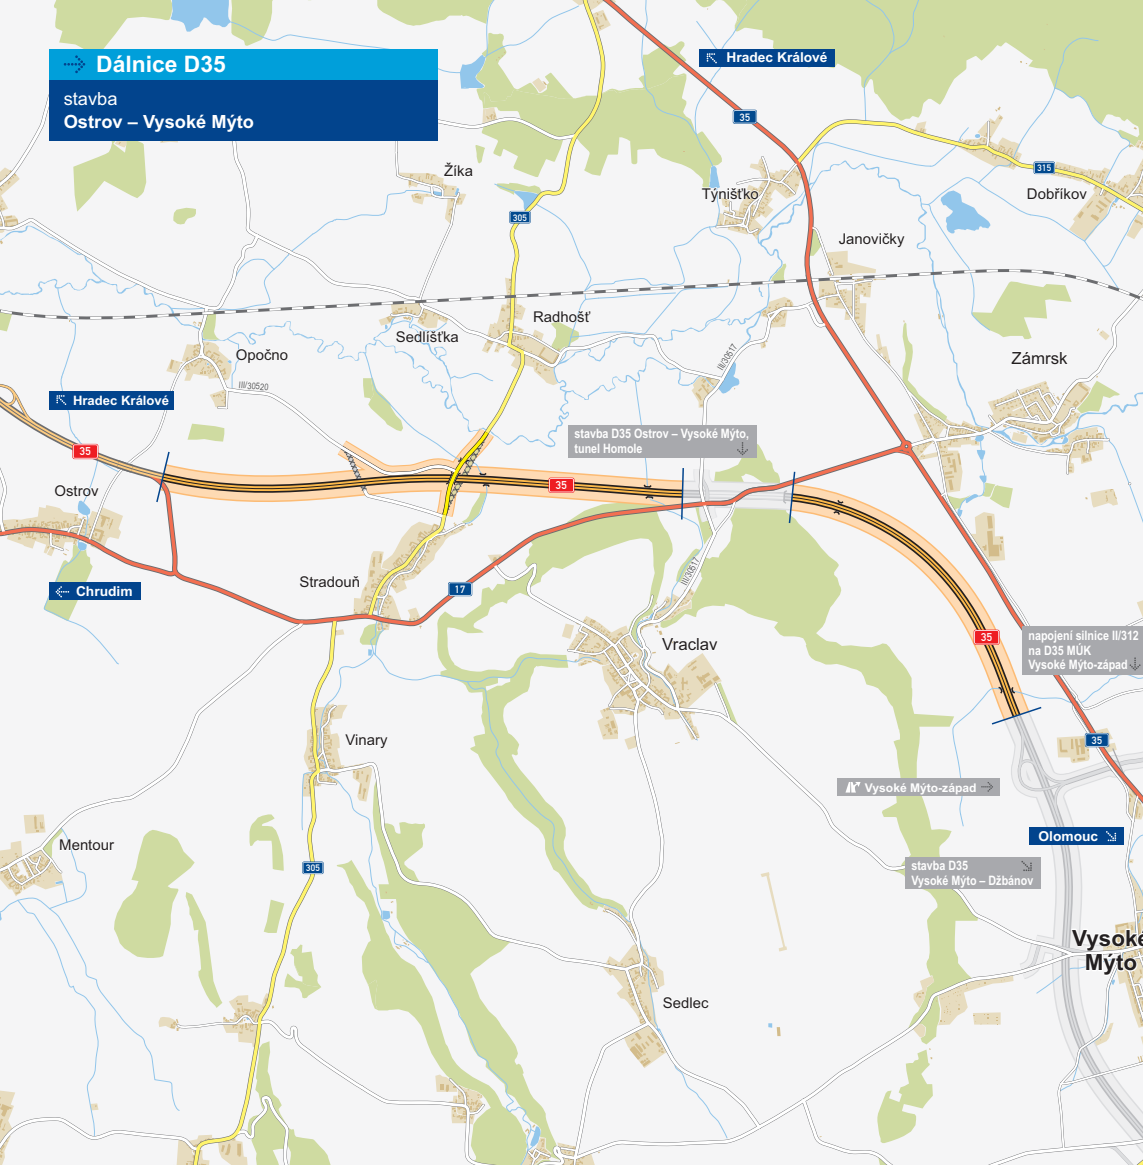 Dálnice D35
stavba
Ostrov – Vysoké Mýto
Hradec Králové
35
315
Žíka
Týnišťko
Dobříkov
305
Janovičky
Radhošť
Sedlíšťka
Opočno
III/30517
Zámrsk
III/30520
Hradec Králové
stavba D35 Ostrov – Vysoké Mýto,
tunel Homole
35
35
Ostrov
Stradouň
17
Chrudim
III/30517
Vraclav
35
napojení silnice II/312
na D35 MÚK
Vysoké Mýto-západ
Vinary
35
Vysoké Mýto-západ
Olomouc
Mentour
305
stavba D35
Vysoké Mýto – Džbánov
Vysoké
Mýto
Sedlec